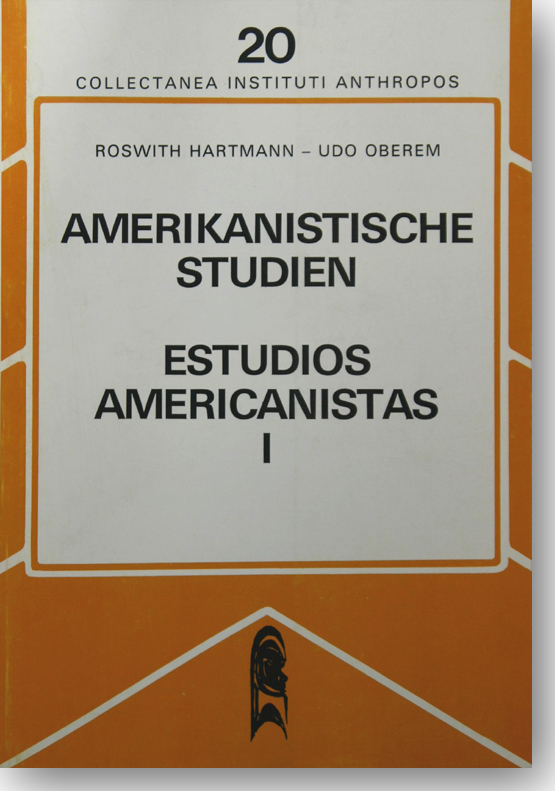 20
COLLECTANEA INSTITUTI ANTHROPOS
ROSWITH HARTMANN – UDO OBEREM
AMERIKANISTISCHE
STUDIEN
ESTUDIOS
AMERICANISTAS
I